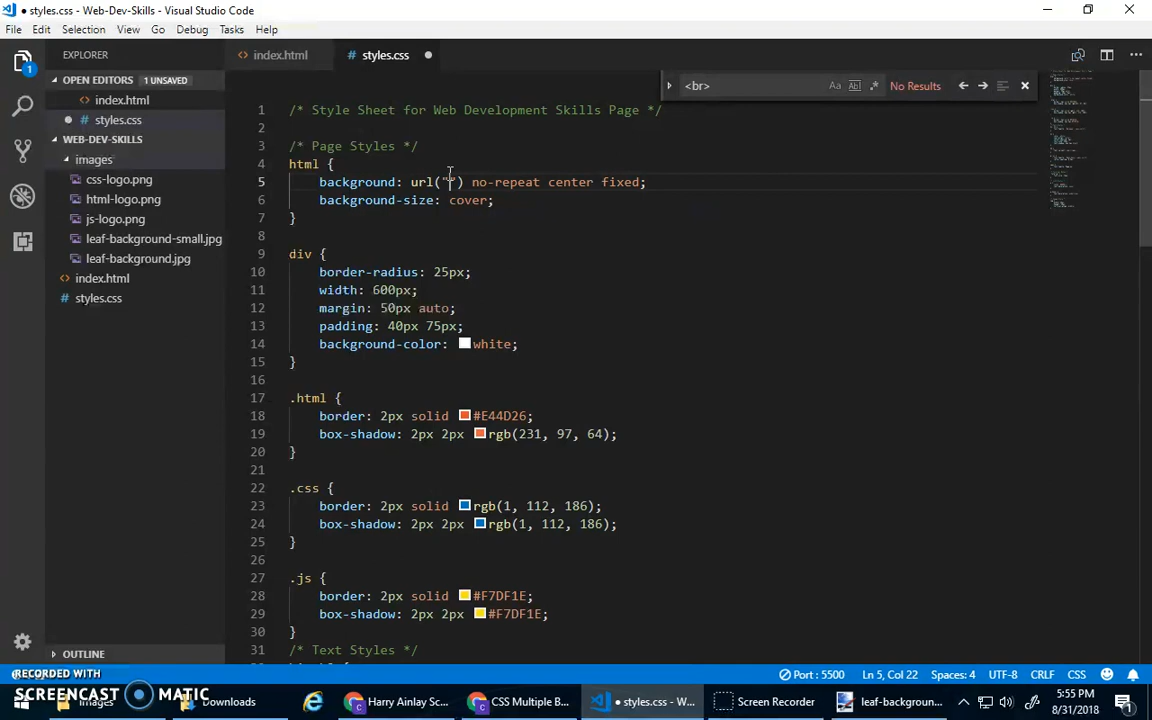 styles.css - Web-Dev-Skills - Visual Studio Code
File Edit Selection View Go Debug Tasks Help
EXPLORER
index.html
styles.css
OPEN EDITORS 1 UNSAVED
index.html
styles.css
WEB-DEV-SKILLS
images
css-logo.png
html-logo.png
js-logo.png
leaf-background-small.jpg
leaf-background.jpg
index.html
styles.css
OUTLINE
1
<br>
Aa Abl .* No Results
1 /* Style Sheet for Web Development Skills Page */
2
3 /* Page Styles */
4 html {
5 background: url("") no-repeat center fixed;
6 background-size: cover;
7 }
8
9 div {
10 border-radius: 25px;
11 width: 600px;
12 margin: 50px auto;
13 padding: 40px 75px;
14 background-color: white;
15 }
16
17 .html {
18 border: 2px solid #E44D26;
19 box-shadow: 2px 2px rgb(231, 97, 64);
20 }
21
22 .css {
23 border: 2px solid rgb(1, 112, 186);
24 box-shadow: 2px 2px rgb(1, 112, 186);
25 }
26
27 .js {
28 border: 2px solid #F7DF1E;
29 box-shadow: 2px 2px #F7DF1E;
30 }
31 /* Text Styles */
Port : 5500 Ln 5, Col 22 Spaces: 4 UTF-8 CRLF CSS
RECORDED WITH
SCREENCAST MATIC
Images
Downloads
Harry Ainlay Sc...
CSS Multiple B...
● styles.css - W...
Screen Recorder
leaf-backgroun...
5:55 PM
8/31/2018
1